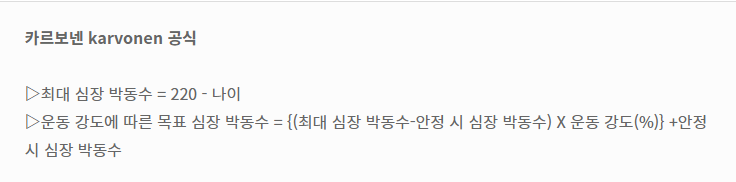 카르보넨 karvonen 공식
▷최대 심장 박동수 = 220 - 나이
▷운동 강도에 따른 목표 심장 박동수 = {(최대 심장 박동수-안정 시 심장 박동수) X 운동 강도(%)} +안정
시 심장 박동수